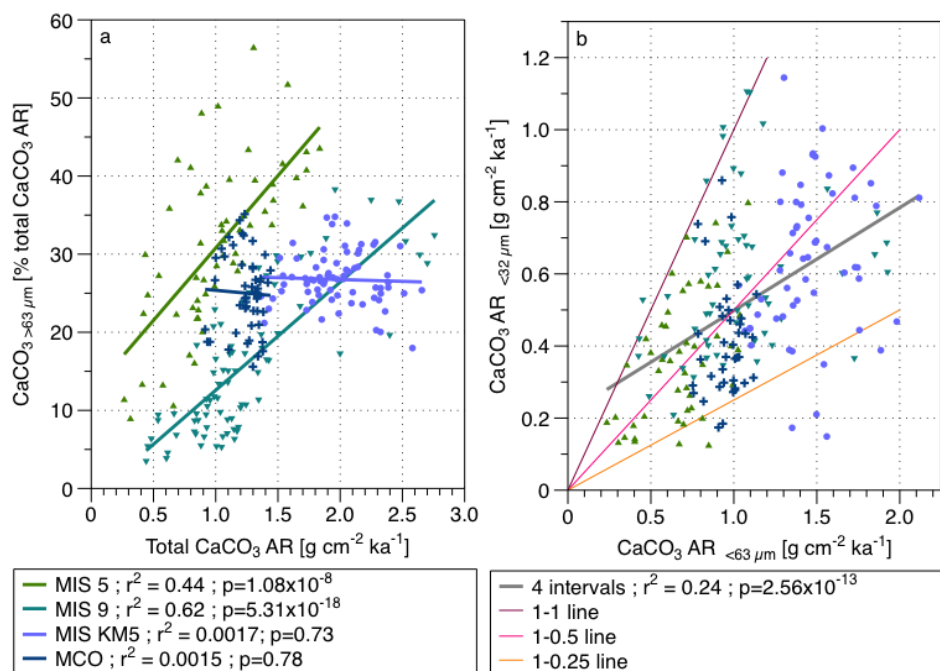 a
60
50
40
30
20
10
0
CaCO₃ >63 µm [% total CaCO₃ AR]
0 0.5 1.0 1.5 2.0 2.5 3.0
Total CaCO₃ AR [g cm⁻² ka⁻¹]
b
1.2
1.0
0.8
0.6
0.4
0.2
0
CaCO₃ AR <32 µm [g cm⁻² ka⁻¹]
0 0.5 1.0 1.5 2.0
CaCO₃ AR <63 µm [g cm⁻² ka⁻¹]
MIS 5 ; r² = 0.44 ; p=1.08x10⁻⁸
MIS 9 ; r² = 0.62 ; p=5.31x10⁻¹⁸
MIS KM5 ; r² = 0.0017; p=0.73
MCO ; r² = 0.0015 ; p=0.78
4 intervals ; r² = 0.24 ; p=2.56x10⁻¹³
1-1 line
1-0.5 line
1-0.25 line